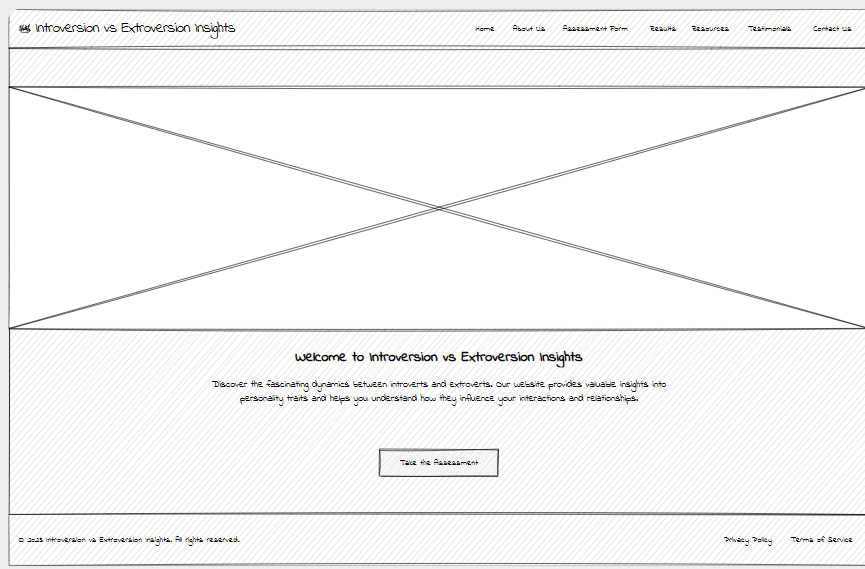 Introversion vs Extroversion Insights
Home About Us Assessment Form Results Resources Testimonials Contact Us
Welcome to Introversion vs Extroversion Insights
Discover the fascinating dynamics between introverts and extroverts. Our website provides valuable insights into
personality traits and helps you understand how they influence your interactions and relationships.
Take the Assessment
© 2023 Introversion vs Extroversion Insights. All rights reserved.
Privacy Policy Terms of Service